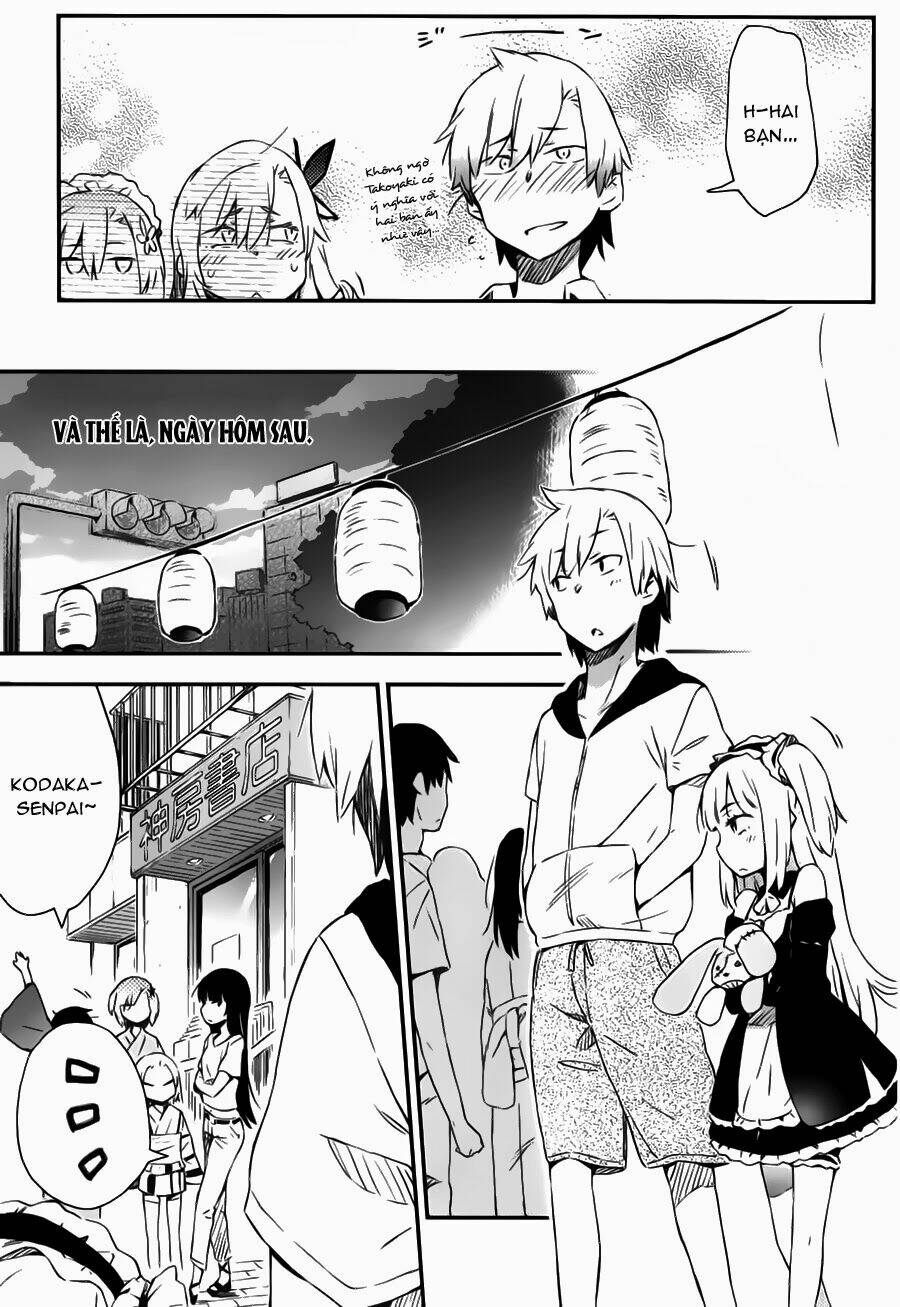 H-HAI
BẠN...
Không ngờ
Takoyaki có
ý nghĩa với
hai bạn ấy
như vậy...
VÀ THẾ LÀ, NGÀY HÔM SAU.
KODAKA-
SENPAI~
神房書店